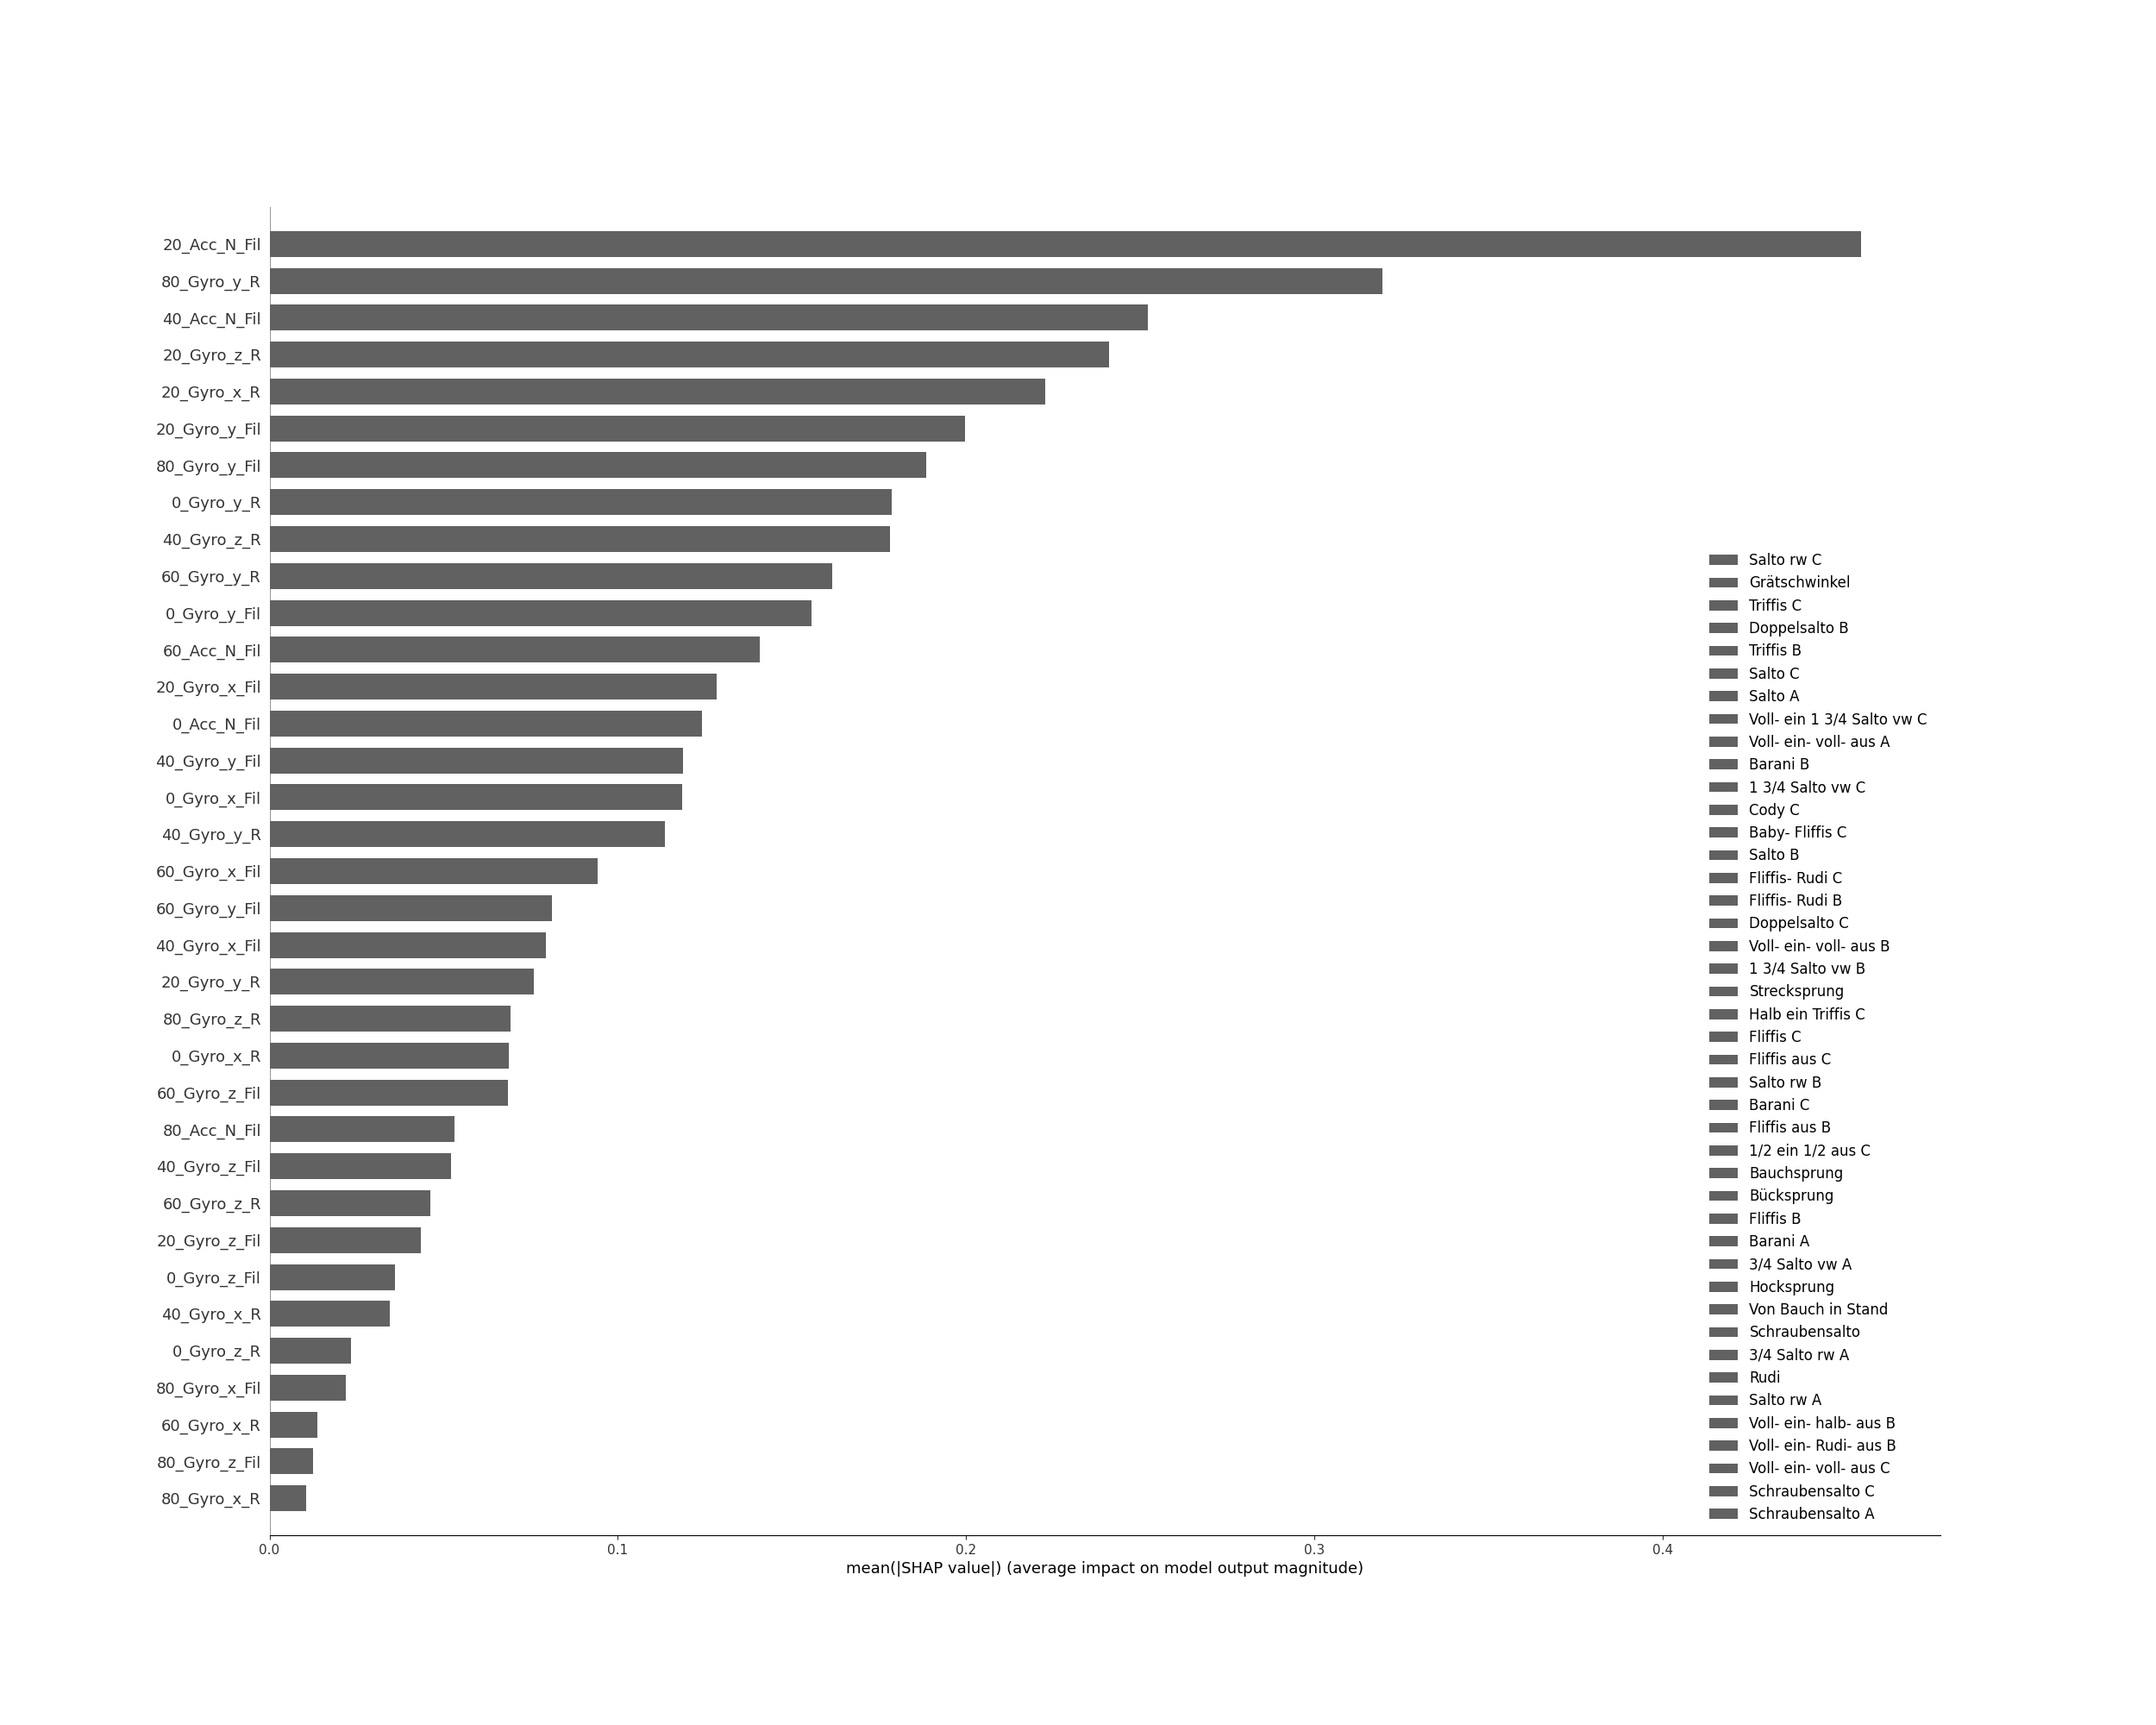 20_Acc_N_Fil
80_Gyro_y_R
40_Acc_N_Fil
20_Gyro_z_R
20_Gyro_x_R
20_Gyro_y_Fil
80_Gyro_y_Fil
0_Gyro_y_R
40_Gyro_z_R
60_Gyro_y_R
0_Gyro_y_Fil
60_Acc_N_Fil
20_Gyro_x_Fil
0_Acc_N_Fil
40_Gyro_y_Fil
0_Gyro_x_Fil
40_Gyro_y_R
60_Gyro_x_Fil
60_Gyro_y_Fil
40_Gyro_x_Fil
20_Gyro_y_R
80_Gyro_z_R
0_Gyro_x_R
60_Gyro_z_Fil
80_Acc_N_Fil
40_Gyro_z_Fil
60_Gyro_z_R
20_Gyro_z_Fil
0_Gyro_z_Fil
40_Gyro_x_R
0_Gyro_z_R
80_Gyro_x_Fil
60_Gyro_x_R
80_Gyro_z_Fil
80_Gyro_x_R
Salto rw C
Grätschwinkel
Triffis C
Doppelsalto B
Triffis B
Salto C
Salto A
Voll- ein 1 3/4 Salto vw C
Voll- ein- voll- aus A
Barani B
1 3/4 Salto vw C
Cody C
Baby- Fliffis C
Salto B
Fliffis- Rudi C
Fliffis- Rudi B
Doppelsalto C
Voll- ein- voll- aus B
1 3/4 Salto vw B
Strecksprung
Halb ein Triffis C
Fliffis C
Fliffis aus C
Salto rw B
Barani C
Fliffis aus B
1/2 ein 1/2 aus C
Bauchsprung
Bücksprung
Fliffis B
Barani A
3/4 Salto vw A
Hocksprung
Von Bauch in Stand
Schraubensalto
3/4 Salto rw A
Rudi
Salto rw A
Voll- ein- halb- aus B
Voll- ein- Rudi- aus B
Voll- ein- voll- aus C
Schraubensalto C
Schraubensalto A
0.0 0.1 0.2 0.3 0.4
mean(|SHAP value|) (average impact on model output magnitude)